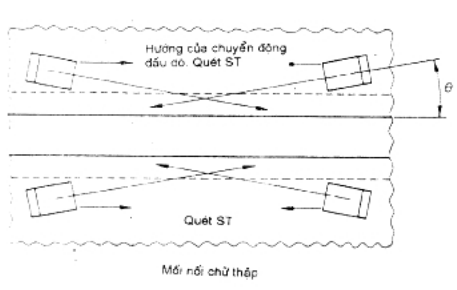 Hướng của chuyển động
đầu dò. Quét ST
θ
Quét ST
Mối nối chữ thập